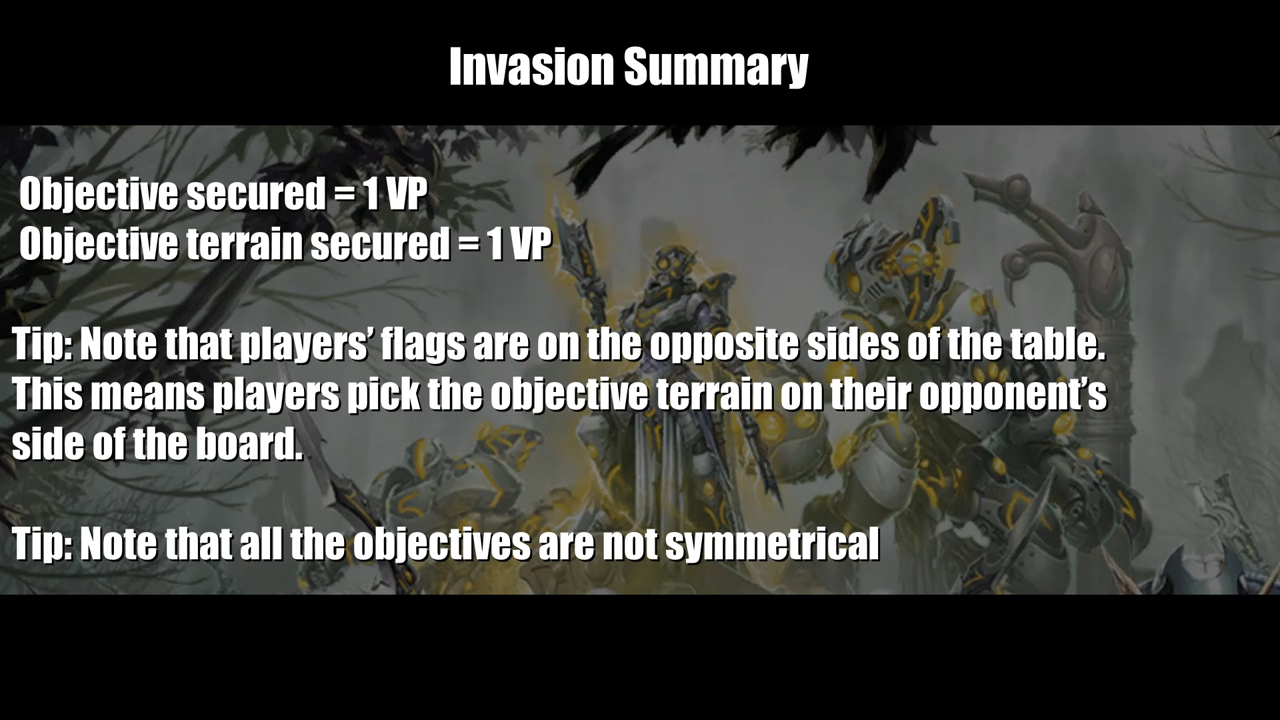 Invasion Summary
Objective secured = 1 VP
Objective terrain secured = 1 VP
Tip: Note that players’ flags are on the opposite sides of the table.
This means players pick the objective terrain on their opponent’s
side of the board.
Tip: Note that all the objectives are not symmetrical